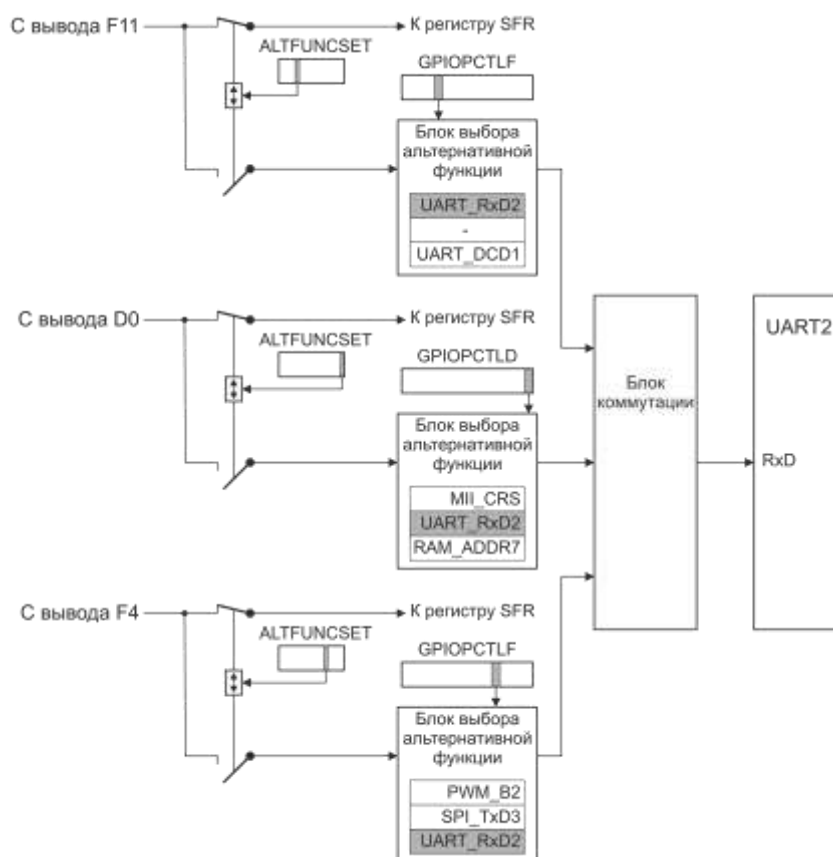 С вывода F11
К регистру SFR
ALTFUNCSET
GPIOPCTLF
Блок выбора
альтернативной
функции
UART_RxD2
-
UART_DCD1
С вывода D0
К регистру SFR
ALTFUNCSET
GPIOPCTLD
Блок выбора
альтернативной
функции
MII_CRS
UART_RxD2
RAM_ADDR7
Блок
коммутации
UART2
RxD
С вывода F4
К регистру SFR
ALTFUNCSET
GPIOPCTLF
Блок выбора
альтернативной
функции
PWM_B2
SPI_TxD3
UART_RxD2